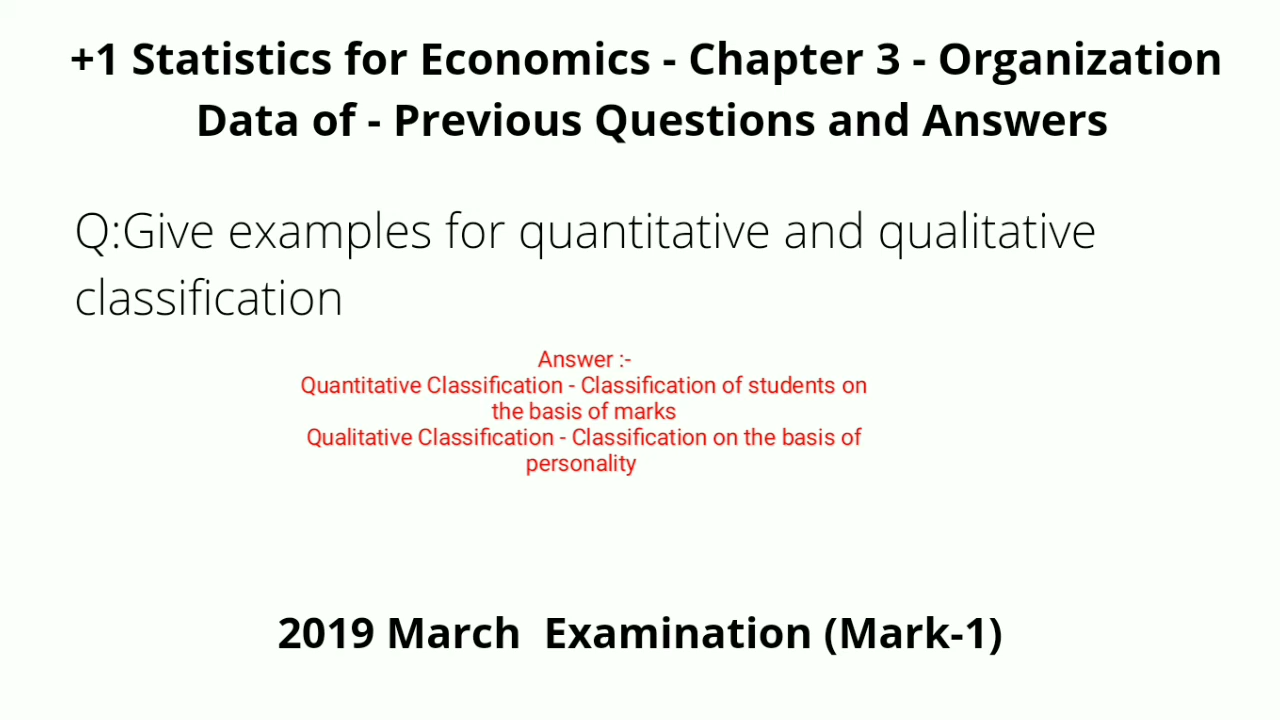 +1 Statistics for Economics - Chapter 3 - Organization
Data of - Previous Questions and Answers
Q:Give examples for quantitative and qualitative
classification
Answer :-
Quantitative Classification - Classification of students on
the basis of marks
Qualitative Classification - Classification on the basis of
personality
2019 March  Examination (Mark-1)